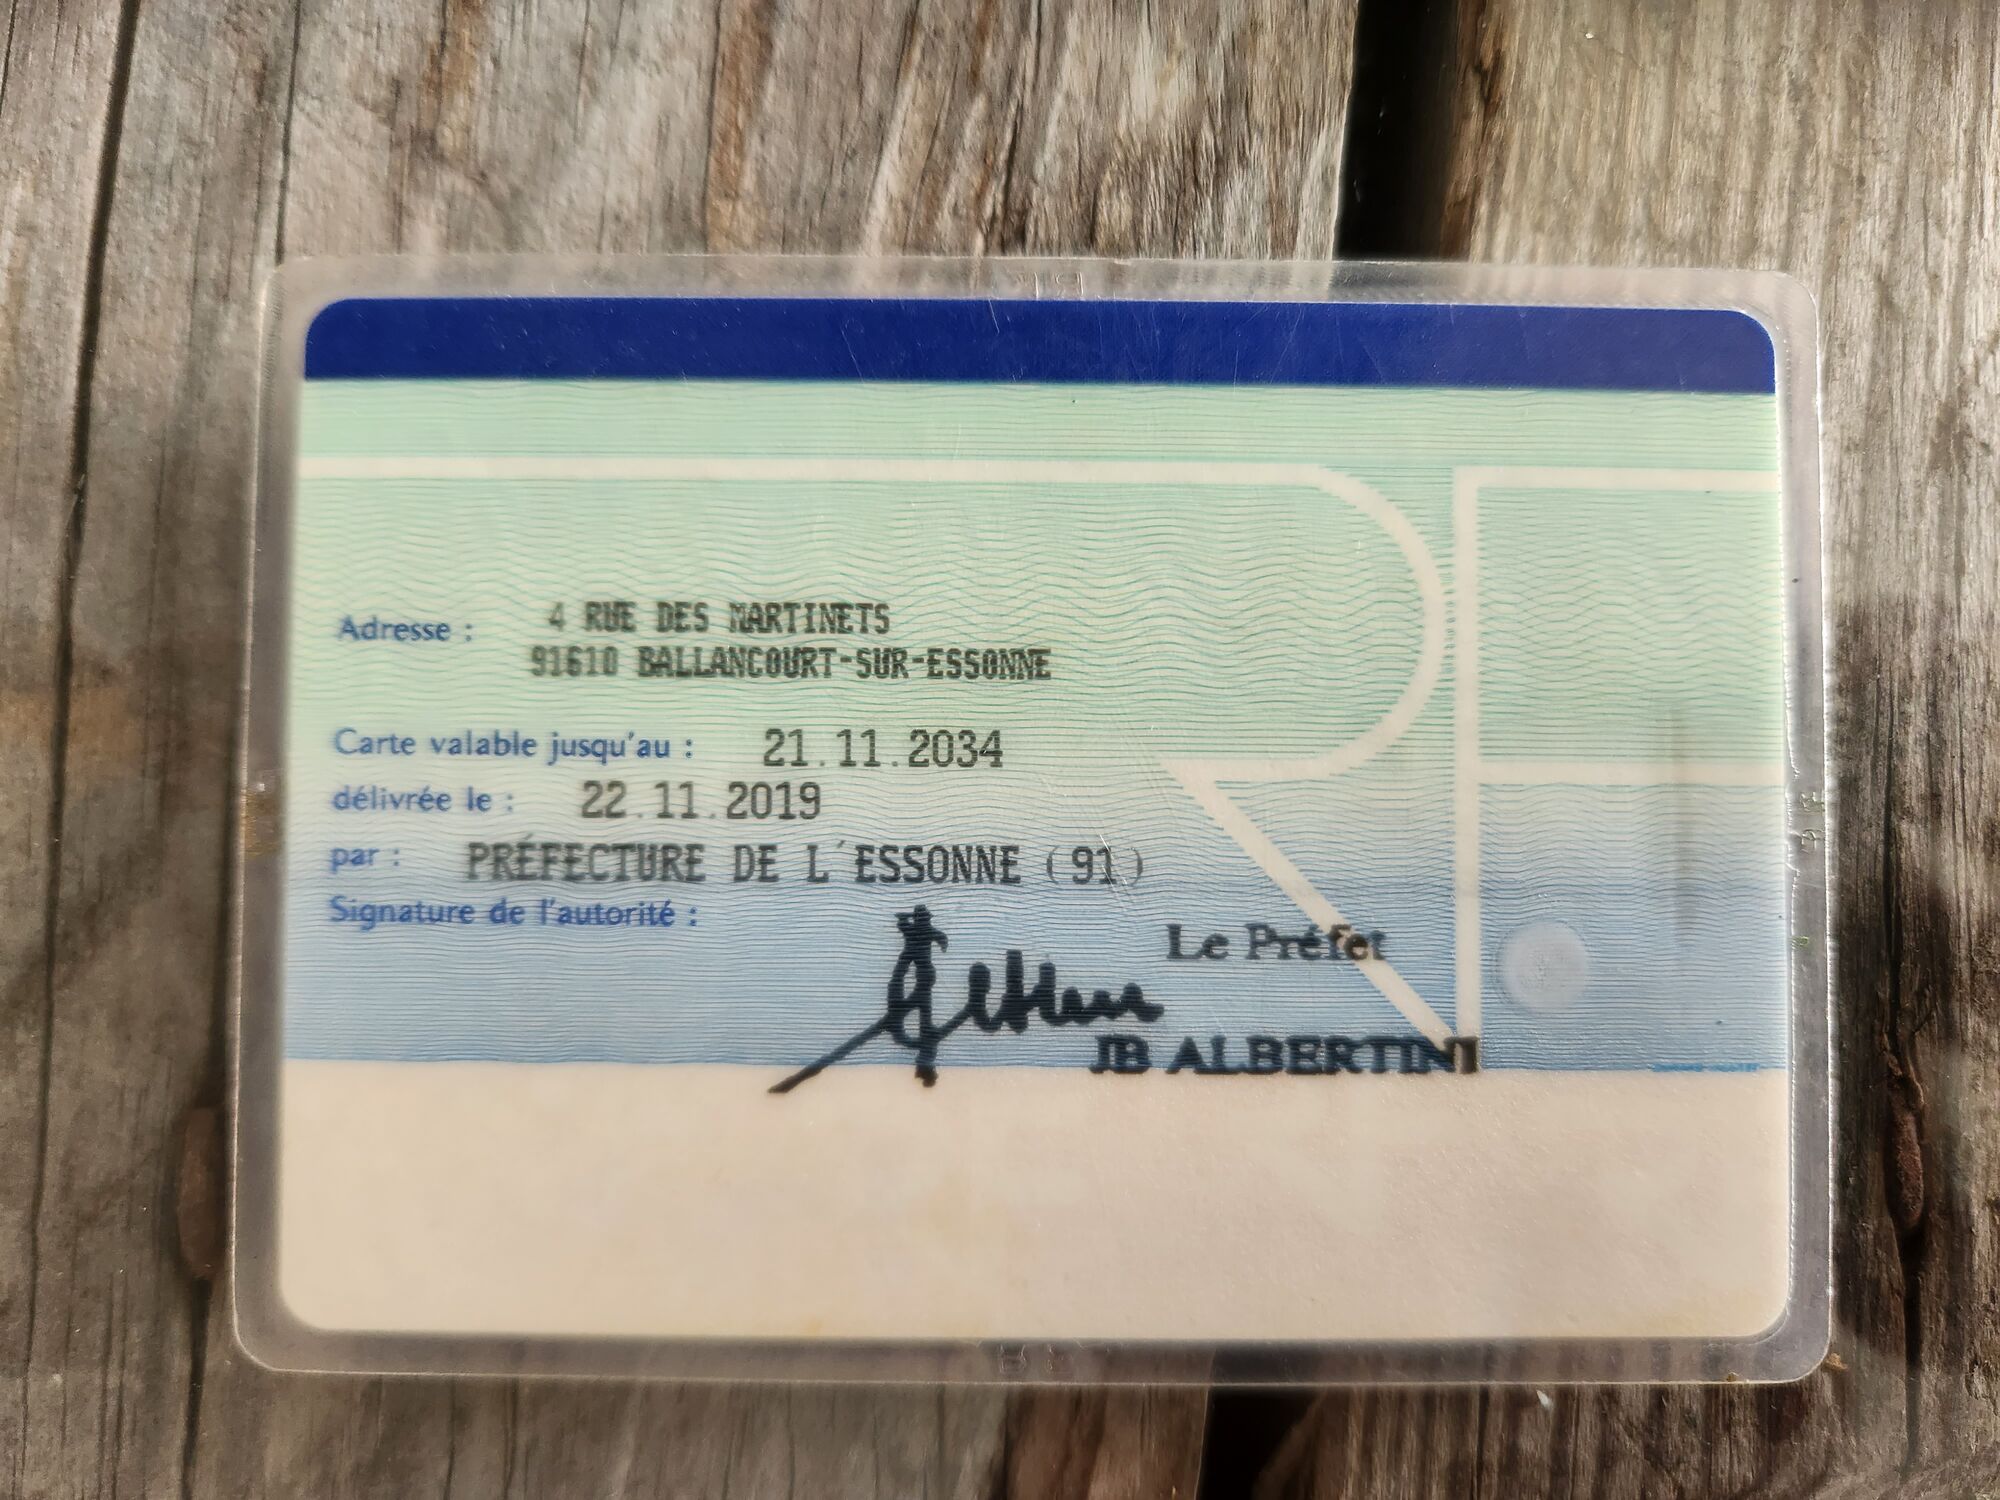 Adresse : 4 RUE DES MARTINETS
91610 BALLANCOURT-SUR-ESSONNE
Carte valable jusqu'au : 21.11.2034
délivrée le : 22.11.2019
par : PRÉFECTURE DE L'ESSONNE (91)
Signature de l'autorité :
Le Préfet
JB ALBERTINI
RF